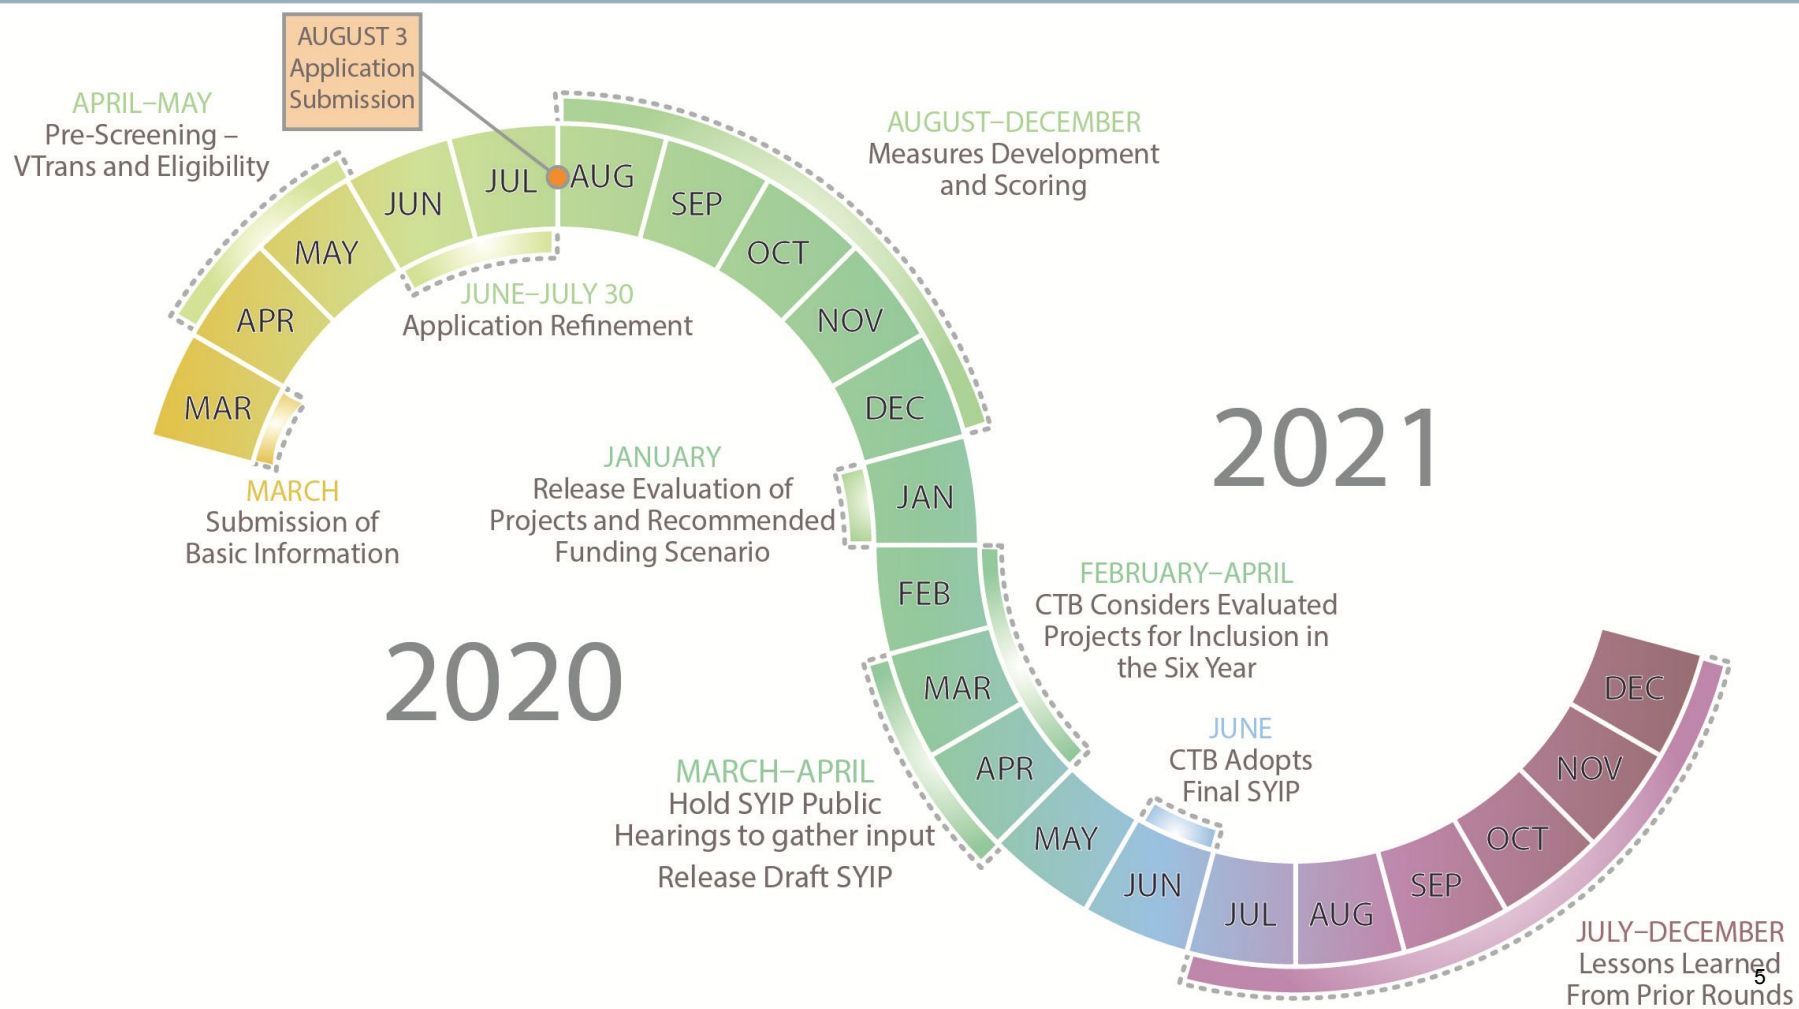 AUGUST 3
Application
Submission
APRIL–MAY
Pre-Screening –
VTrans and Eligibility
AUGUST–DECEMBER
Measures Development
and Scoring
JUNE–JULY 30
Application Refinement
MAR
APR
MAY
JUN
JUL
AUG
SEP
OCT
NOV
DEC
MARCH
Submission of
Basic Information
2020
JANUARY
Release Evaluation of
Projects and Recommended
Funding Scenario
2021
JAN
FEB
MAR
APR
MAY
JUN
JUL
AUG
SEP
OCT
NOV
DEC
FEBRUARY–APRIL
CTB Considers Evaluated
Projects for Inclusion in
the Six Year
MARCH–APRIL
Hold SYIP Public
Hearings to gather input
Release Draft SYIP
JUNE
CTB Adopts
Final SYIP
JULY–DECEMBER
Lessons Learned
From Prior Rounds
5